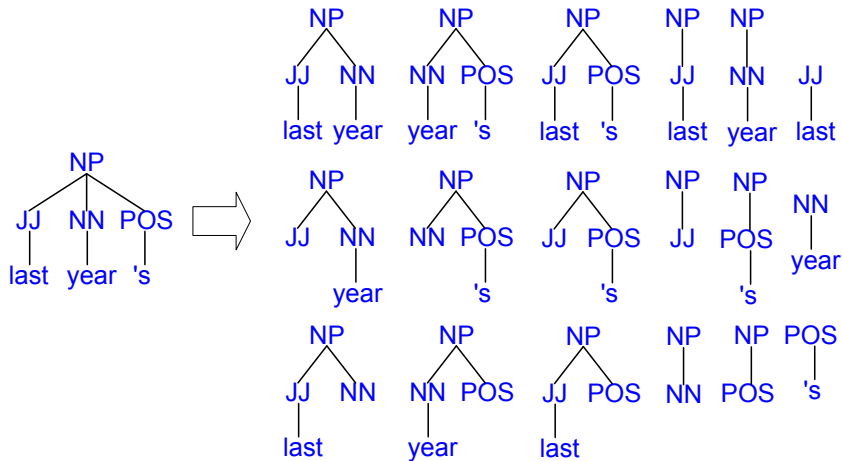 NP NP NP NP NP
JJ NN NN POS JJ POS JJ NN JJ
last year year 's last 's last year last
NP
JJ NN POS
last year 's
NP NP NP NP NP
JJ NN NN POS JJ POS JJ POS NN
year 's 's 's year
NP NP NP NP NP POS
JJ NN NN POS JJ POS NN POS 's
last year last